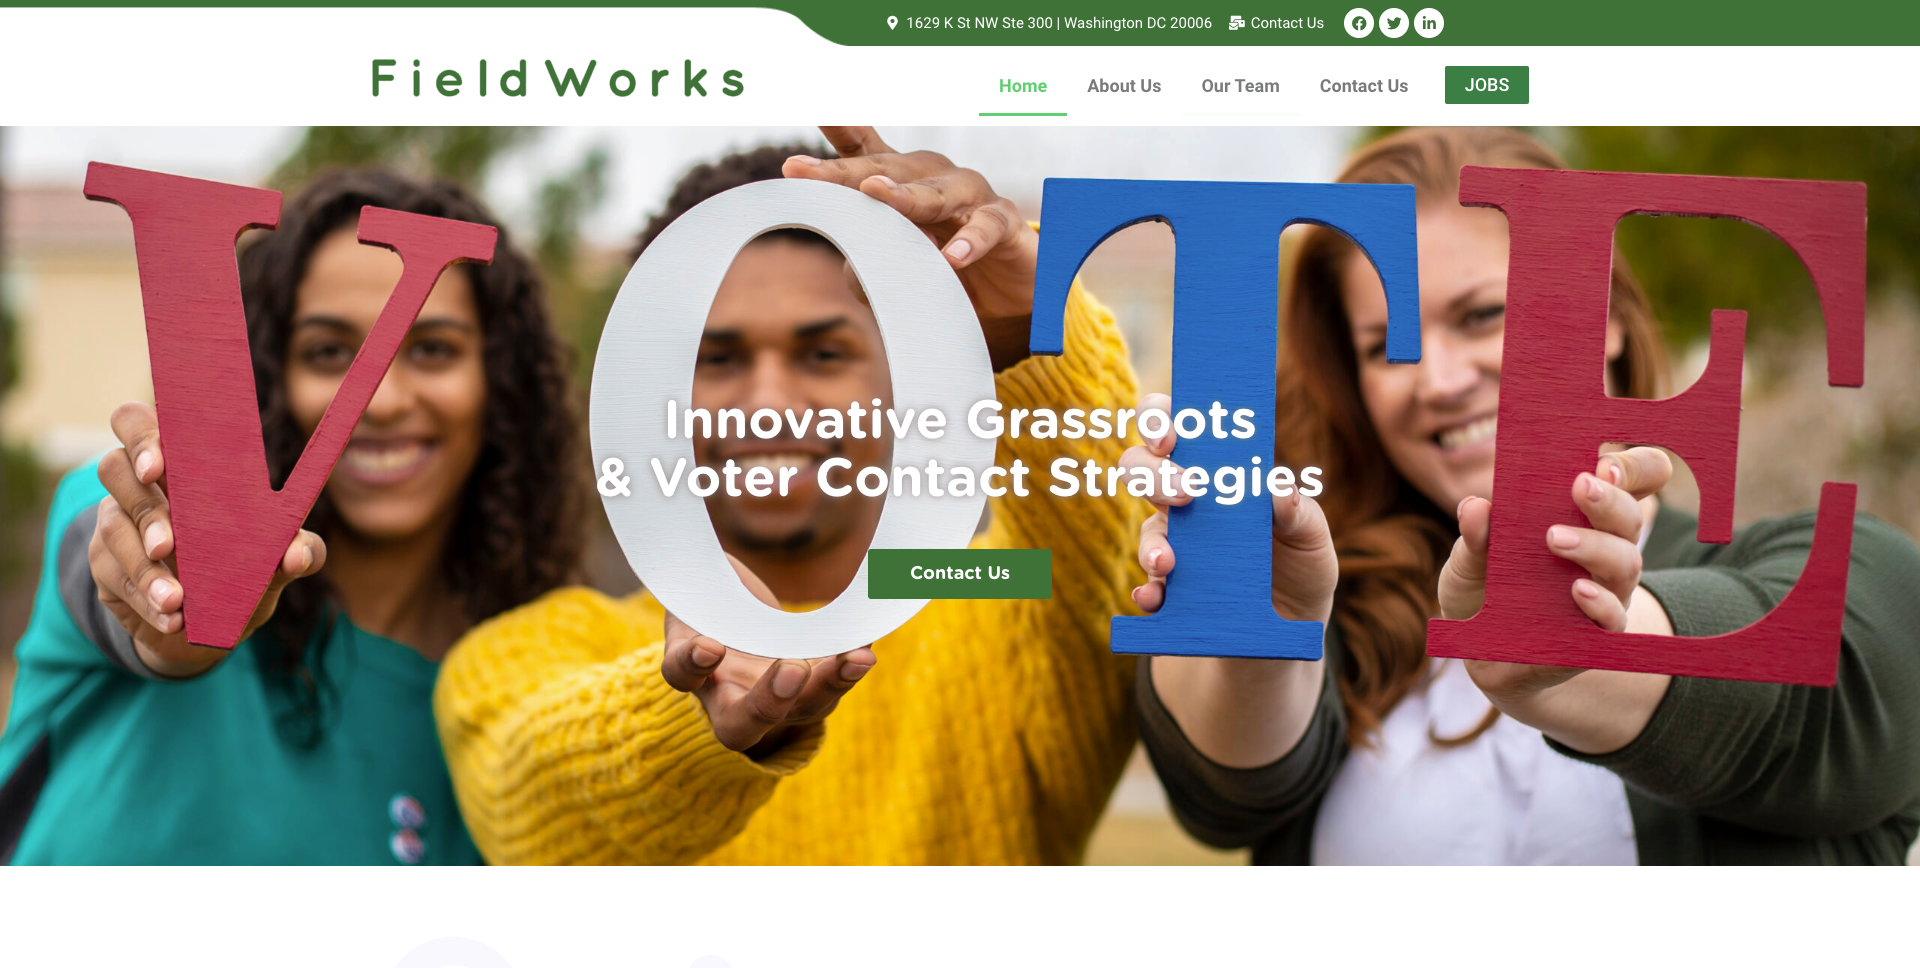 1629 K St NW Ste 300 | Washington DC 20006
Contact Us
FieldWorks
Home
About Us
Our Team
Contact Us
JOBS
VOTE
Innovative Grassroots
& Voter Contact Strategies
Contact Us